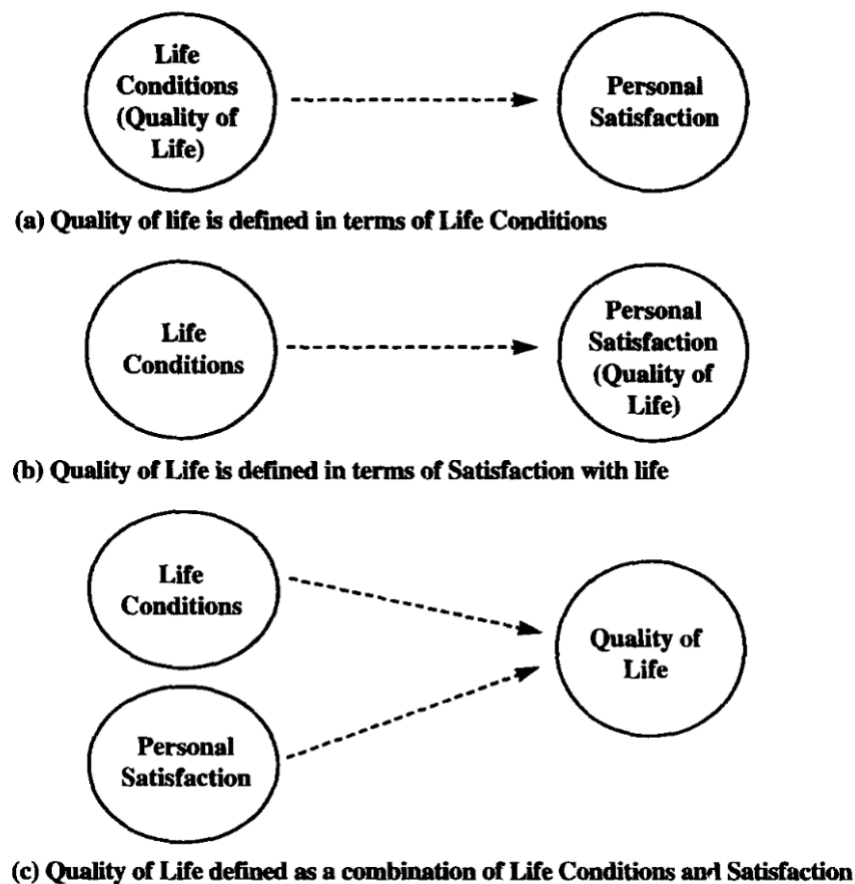 Life
Conditions
(Quality of
Life)
Personal
Satisfaction
(a) Quality of life is defined in terms of Life Conditions
Life
Conditions
Personal
Satisfaction
(Quality of
Life)
(b) Quality of Life is defined in terms of Satisfaction with life
Life
Conditions
Personal
Satisfaction
Quality of
Life
(c) Quality of Life defined as a combination of Life Conditions and Satisfaction